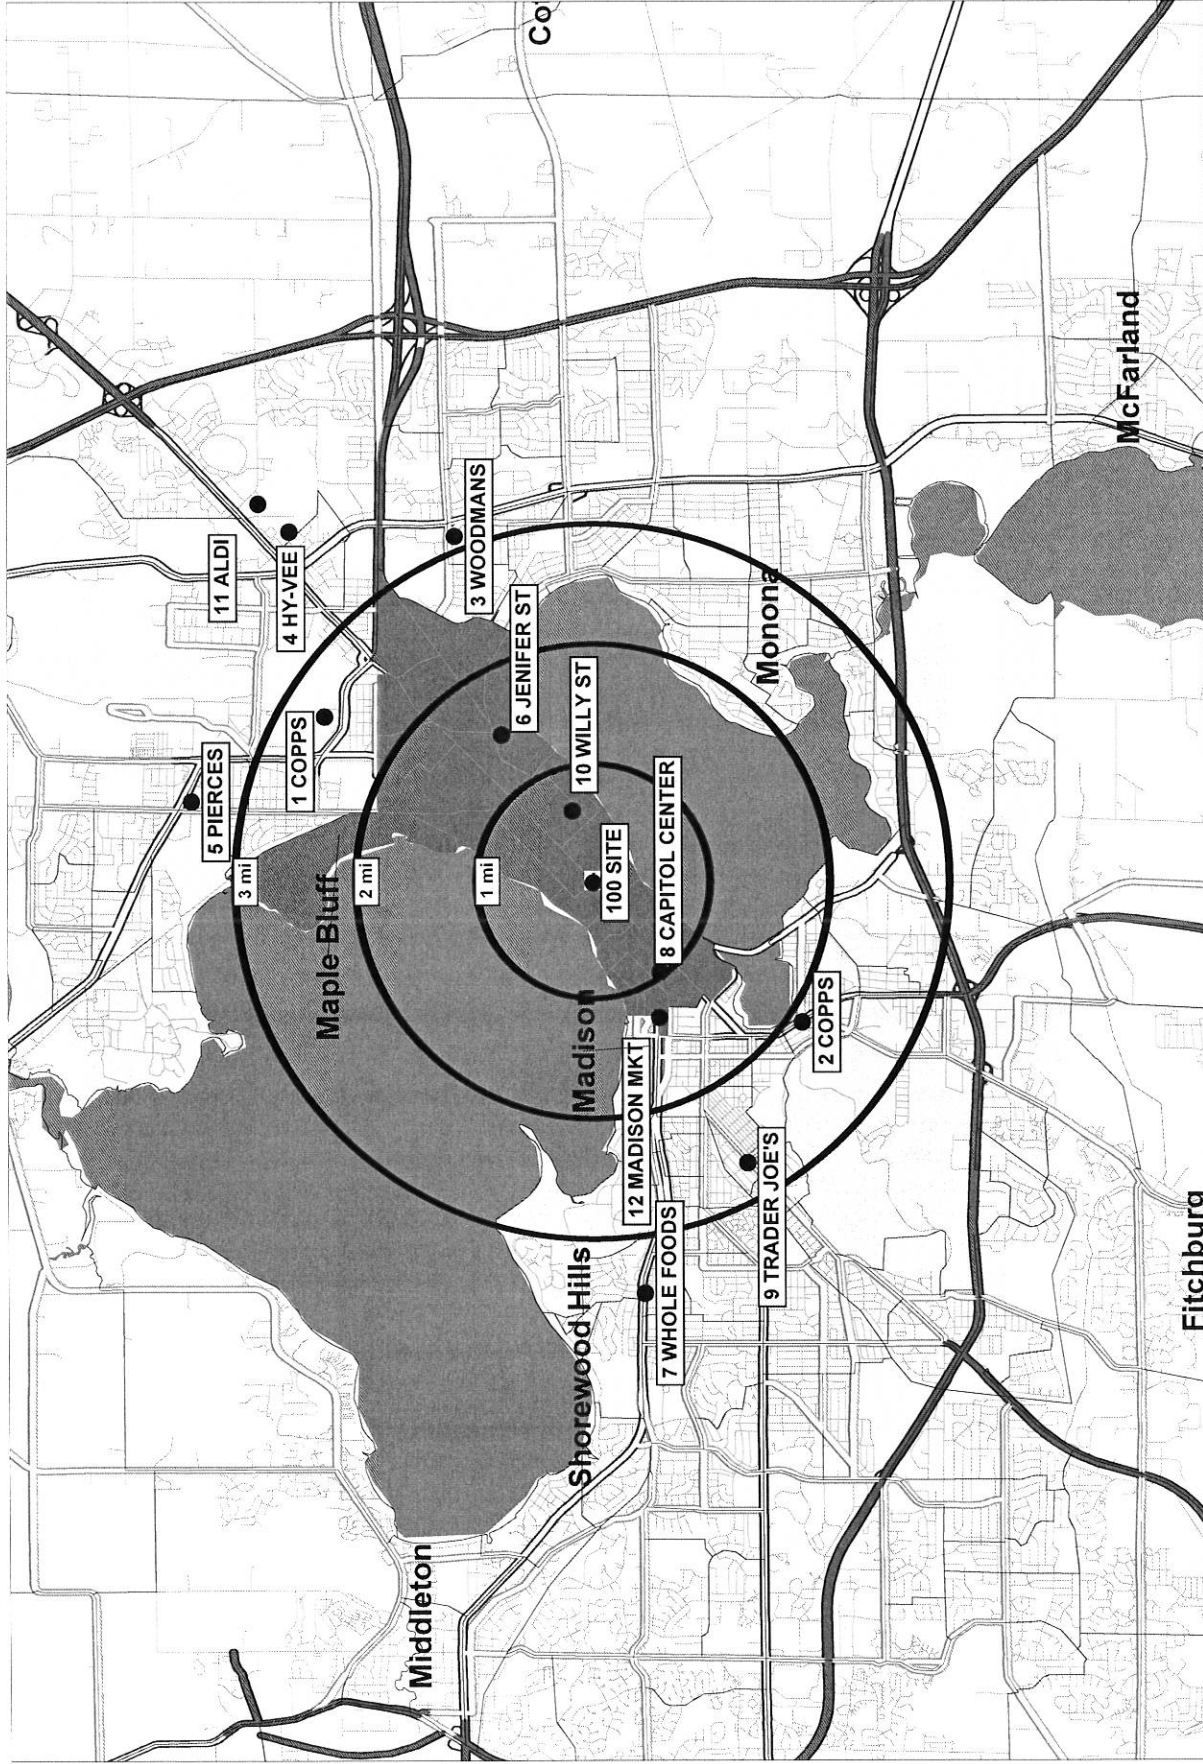 Co
5 PIERCES
11 ALDI
1 COPPS
4 HY-VEE
3 mi
3 WOODMANS
Maple Bluff
2 mi
6 JENIFER ST
1 mi
10 WILLY ST
100 SITE
8 CAPITOL CENTER
Madison
12 MADISON MKT
Monona
McFarland
2 COPPS
Middleton
Shorewood Hills
7 WHOLE FOODS
9 TRADER JOE'S
Fitchburg